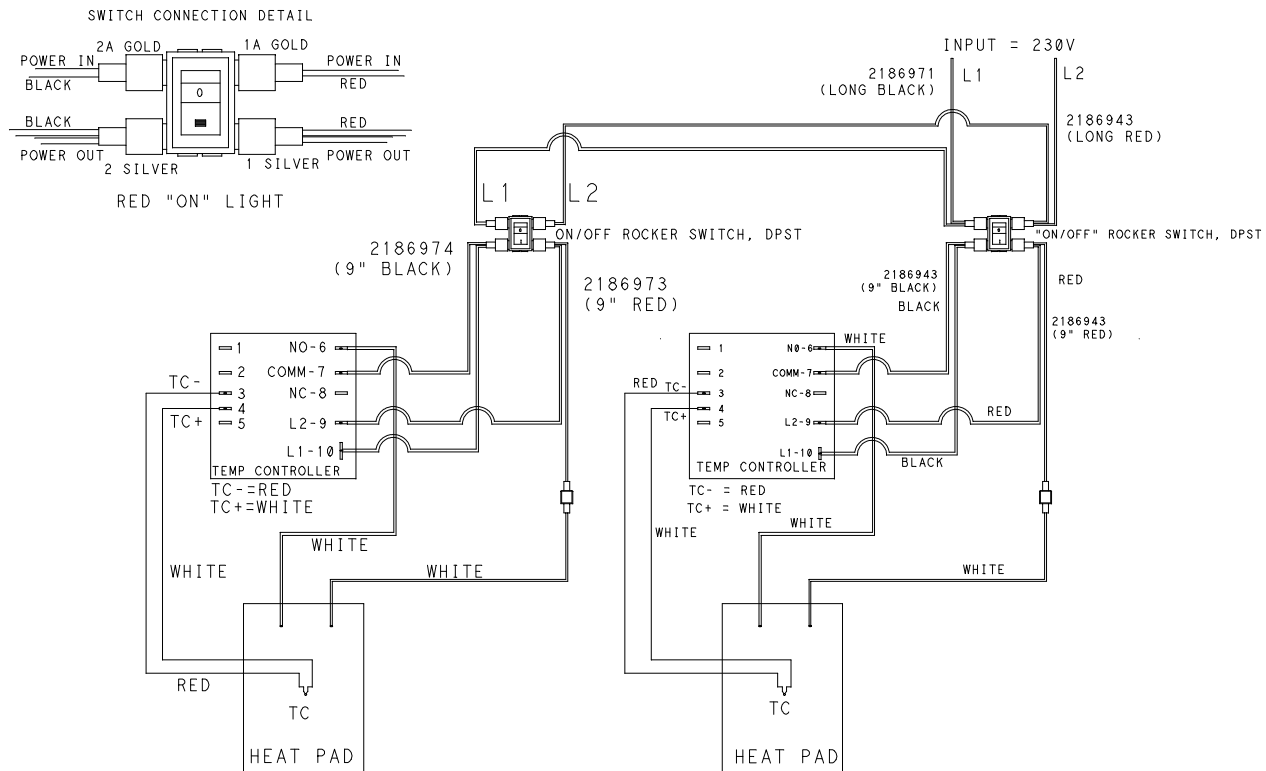 SWITCH CONNECTION DETAIL
2A GOLD
1A GOLD
POWER IN
POWER IN
BLACK
RED
0
BLACK
RED
POWER OUT
POWER OUT
2 SILVER
1 SILVER
RED "ON" LIGHT
INPUT = 230V
L1
L2
2186971
(LONG BLACK)
2186943
(LONG RED)
L1
L2
ON/OFF ROCKER SWITCH, DPST
"ON/OFF" ROCKER SWITCH, DPST
2186974
(9" BLACK)
2186973
(9" RED)
2186943
(9" BLACK)
BLACK
RED
2186943
(9" RED)
1
NO-6
2
COMM-7
TC-
3
NC-8
4
TC+
5
L2-9
L1-10
TEMP CONTROLLER
TC-=RED
TC+=WHITE
WHITE
WHITE
WHITE
RED
TC
HEAT PAD
WHITE
1
N0-6
2
COMM-7
RED TC-
3
NC-8
4
TC+
5
L2-9
RED
L1-10
BLACK
TEMP CONTROLLER
TC- = RED
TC+ = WHITE
WHITE
WHITE
WHITE
TC
HEAT PAD